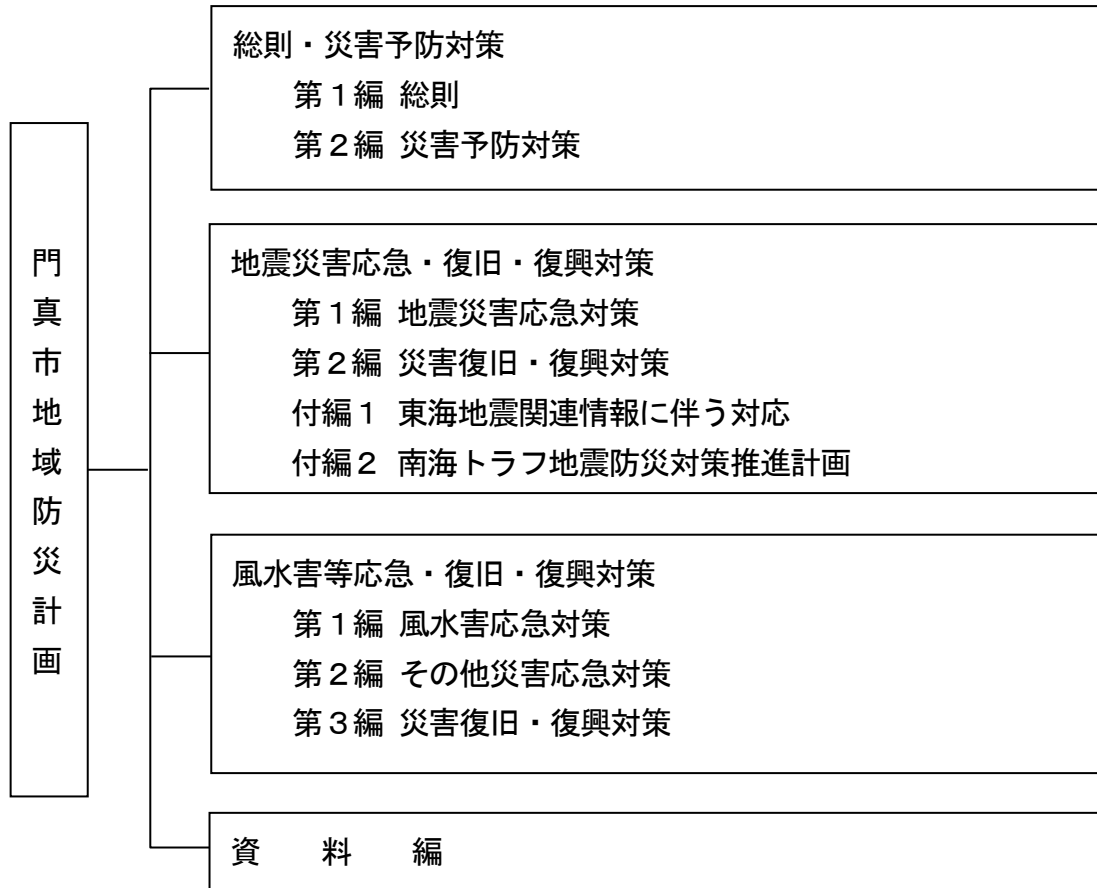 門真市地域防災計画
総則・災害予防対策
第１編 総則
第２編 災害予防対策
地震災害応急・復旧・復興対策
第１編 地震災害応急対策
第２編 災害復旧・復興対策
付編１ 東海地震関連情報に伴う対応
付編２ 南海トラフ地震防災対策推進計画
風水害等応急・復旧・復興対策
第１編 風水害応急対策
第２編 その他災害応急対策
第３編 災害復旧・復興対策
資　料　編